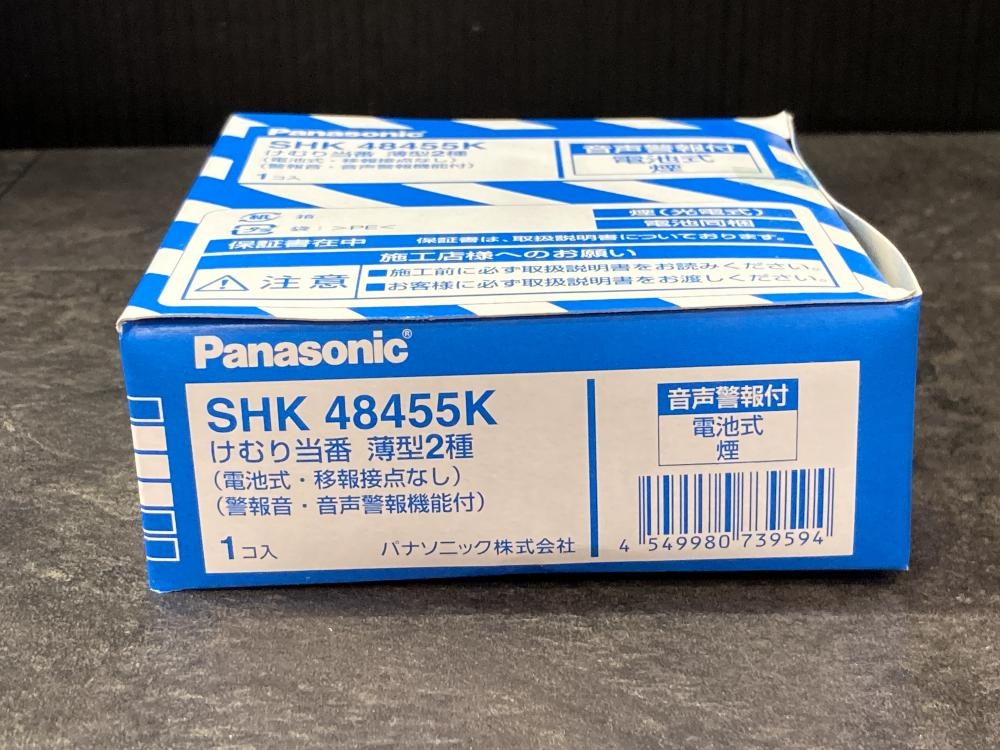 Panasonic
SHK 48455K
けむり当番 薄型2種
(電池式・移報接点なし)
(警報音・音声警報機能付)
1コ入
音声警報付
電池式
煙
紙 箱
プラ 袋：>PE<
煙(光電式)
電池同梱
保証書在中 保証書は、取扱説明書についております。
施工店様へのお願い
注意
■施工前に必ず取扱説明書をお読みください。
■お客様に必ず取扱説明書をお渡しください。
Panasonic®
SHK 48455K
けむり当番 薄型2種
(電池式・移報接点なし)
(警報音・音声警報機能付)
1コ入 パナソニック株式会社
音声警報付
電池式
煙
4 549980 739594